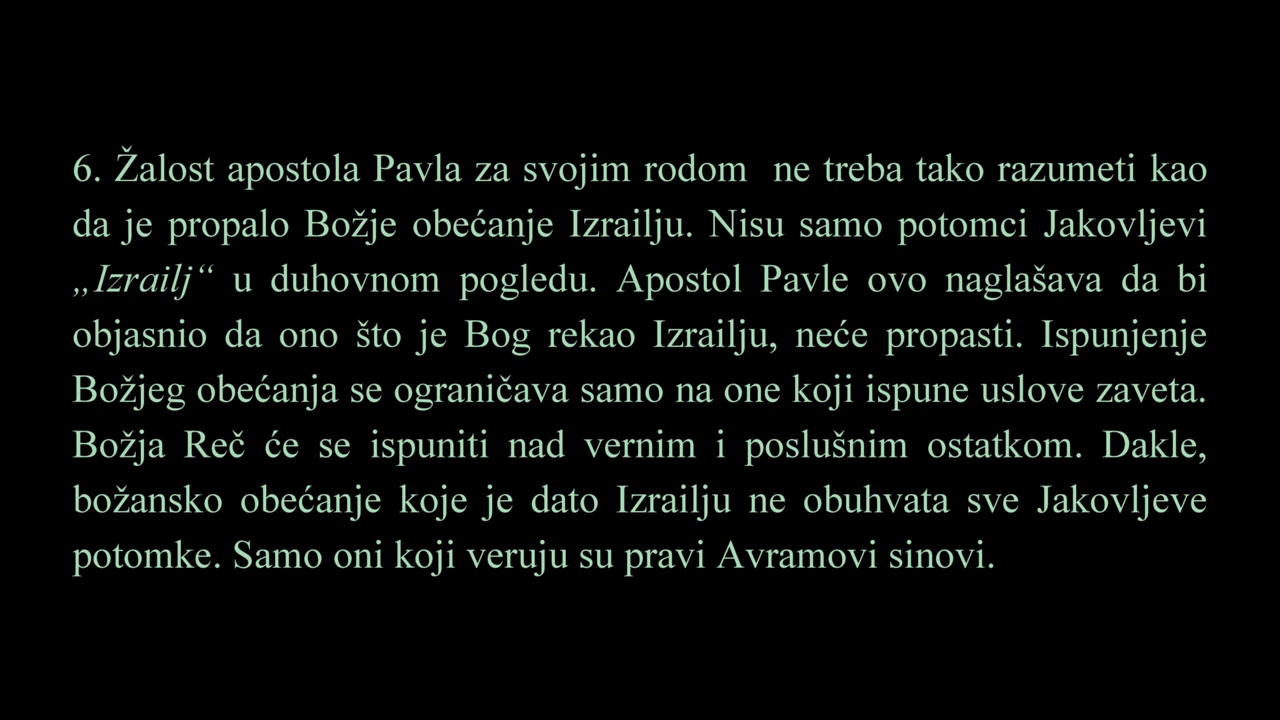 6. Žalost apostola Pavla za svojim rodom  ne treba tako razumeti kao
da je propalo Božje obećanje Izrailju. Nisu samo potomci Jakovljevi
„Izrailj“ u duhovnom pogledu. Apostol Pavle ovo naglašava da bi
objasnio da ono što je Bog rekao Izrailju, neće propasti. Ispunjenje
Božjeg obećanja se ograničava samo na one koji ispune uslove zaveta.
Božja Reč će se ispuniti nad vernim i poslušnim ostatkom. Dakle,
božansko obećanje koje je dato Izrailju ne obuhvata sve Jakovljeve
potomke. Samo oni koji veruju su pravi Avramovi sinovi.